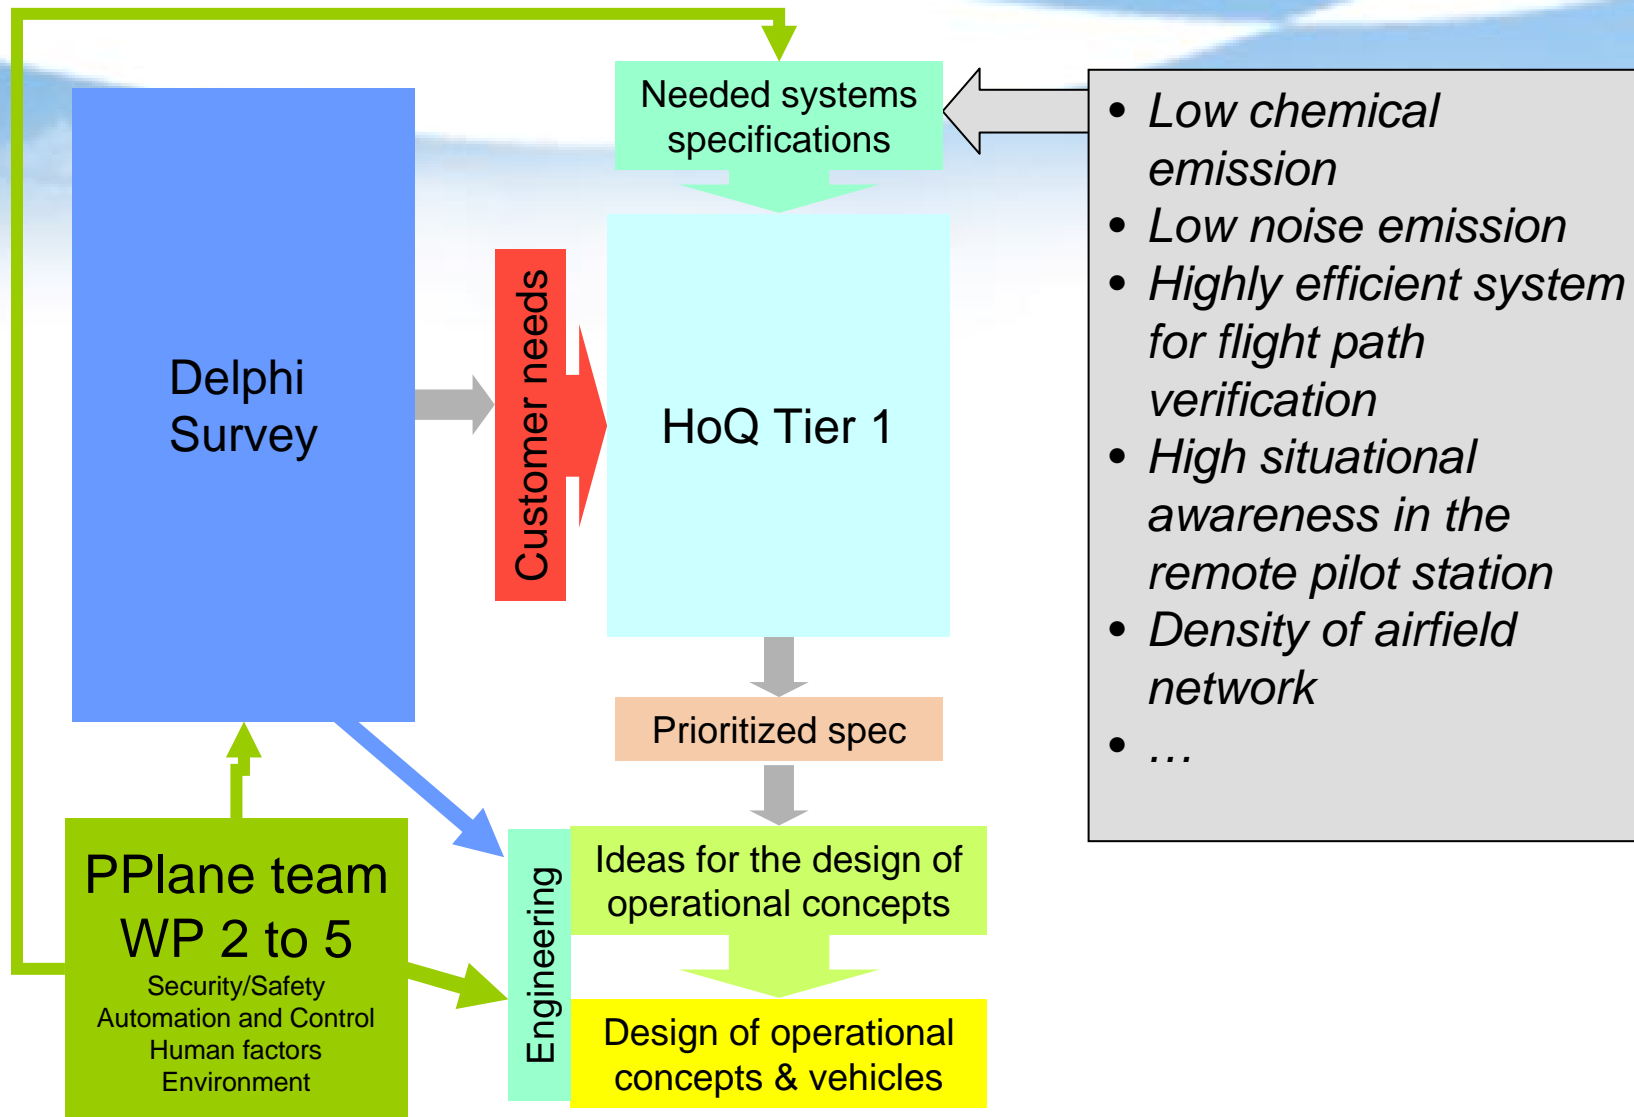 Needed systems
specifications
Delphi
Survey
Customer needs
HoQ Tier 1
Prioritized spec
PPlane team
WP 2 to 5
Security/Safety
Automation and Control
Human factors
Environment
Engineering
Ideas for the design of
operational concepts
Design of operational
concepts & vehicles
• Low chemical
emission
• Low noise emission
• Highly efficient system
for flight path
verification
• High situational
awareness in the
remote pilot station
• Density of airfield
network
• …